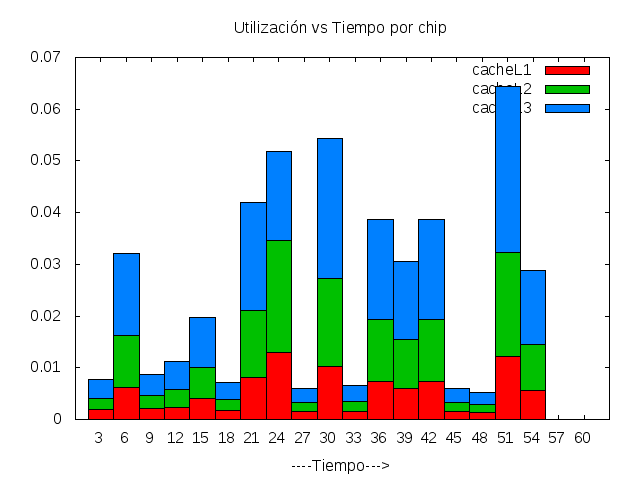 Utilización vs Tiempo por chip
0.07
0.06
0.05
0.04
0.03
0.02
0.01
0
cacheL1
cacheL2
cacheL3
3 6 9 12 15 18 21 24 27 30 33 36 39 42 45 48 51 54 57 60
----Tiempo--->